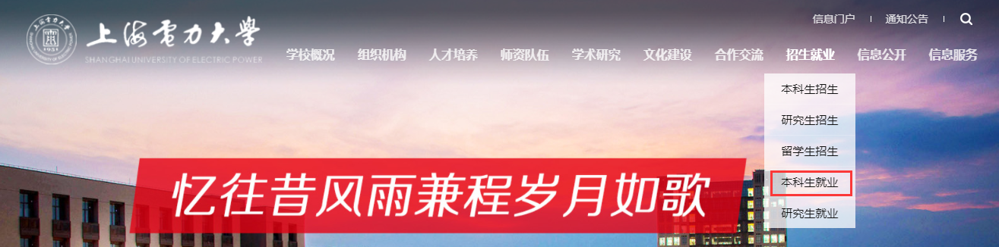 信息门户
通知公告
上海电力大学
SHANGHAI UNIVERSITY OF ELECTRIC POWER
1951
学校概况 组织机构 人才培养 师资队伍 学术研究 文化建设 合作交流 招生就业 信息公开 信息服务
本科生招生
研究生招生
留学生招生
本科生就业
研究生就业
忆往昔风雨兼程岁月如歌